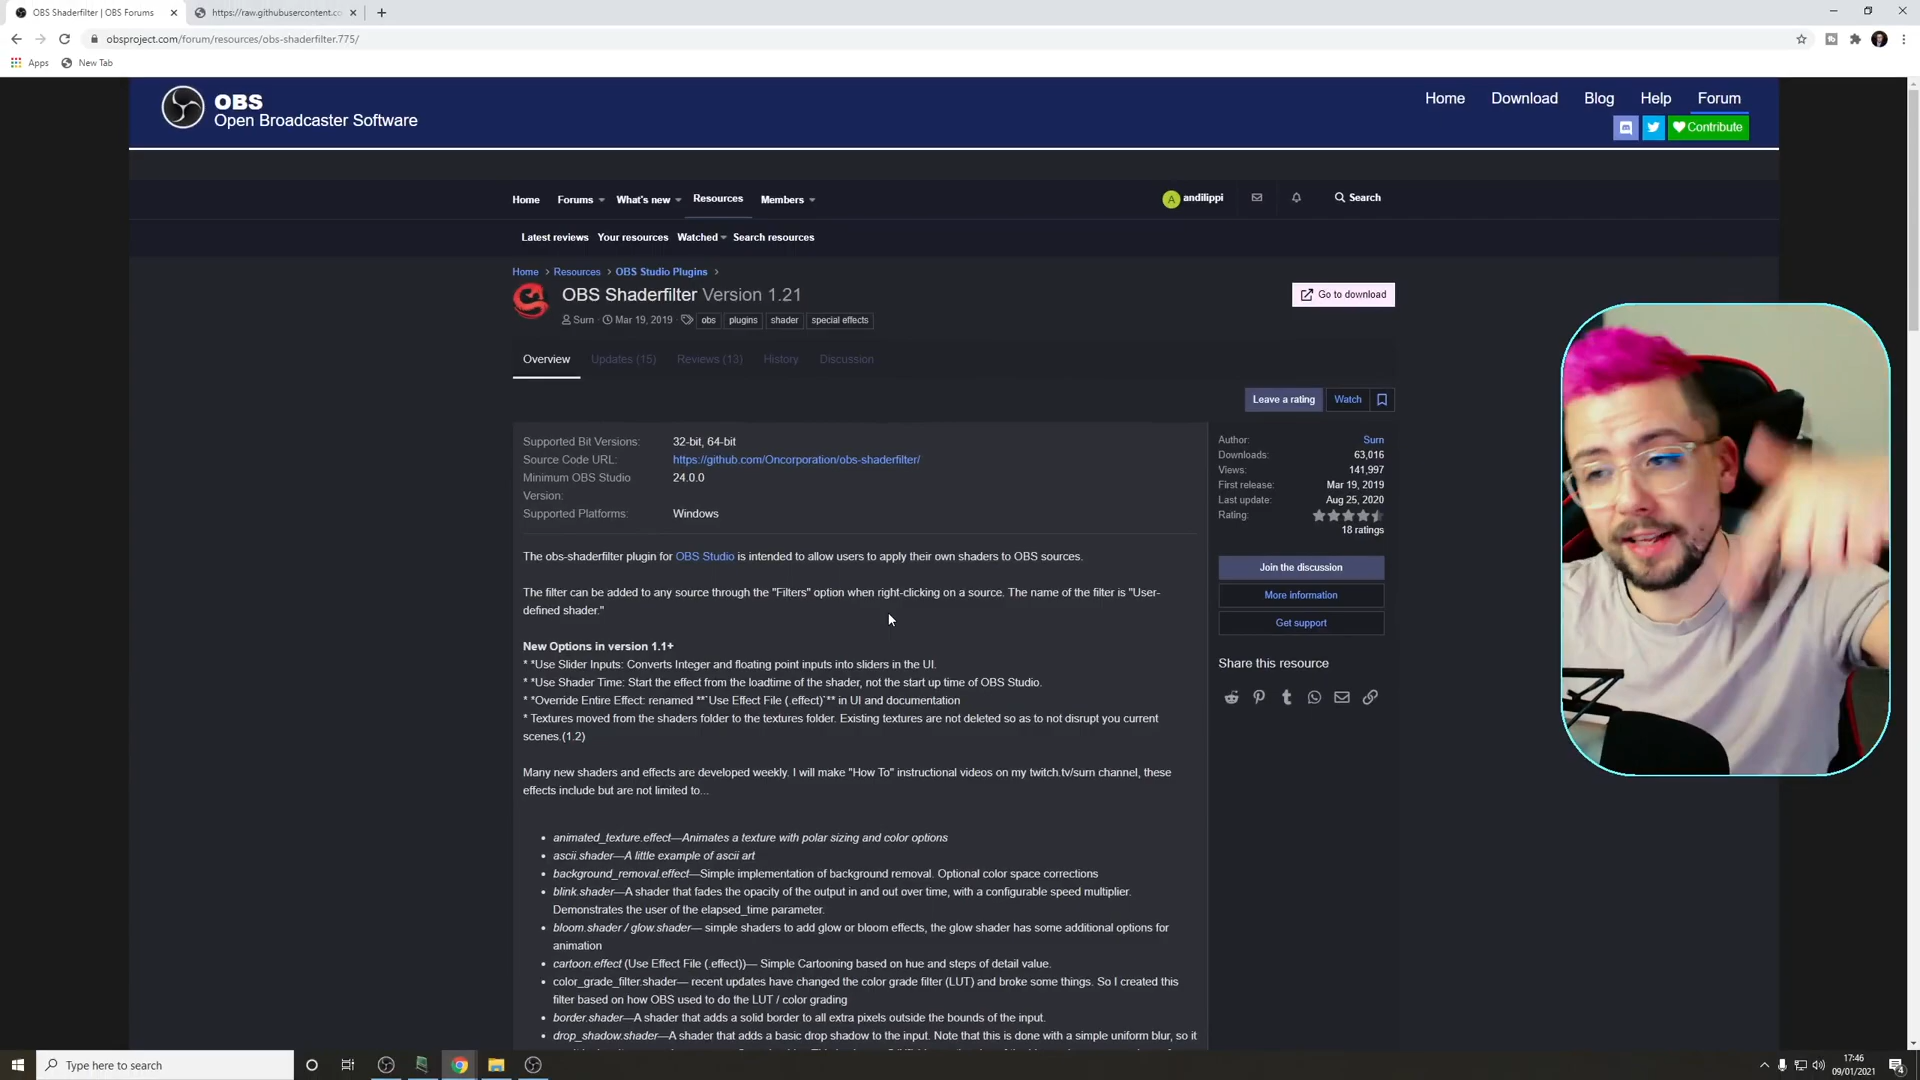 OBS Shaderfilter | OBS Forums
https://raw.githubusercontent.co
obsproject.com/forum/resources/obs-shaderfilter.775/
Apps
New Tab
OBS
Open Broadcaster Software
Home
Download
Blog
Help
Forum
Contribute
Home
Forums
What's new
Resources
Members
A
andilippi
Search
Latest reviews
Your resources
Watched
Search resources
Home > Resources > OBS Studio Plugins >
OBS Shaderfilter Version 1.21
Go to download
Surn
Mar 19, 2019
obs
plugins
shader
special effects
Overview
Updates (15)
Reviews (13)
History
Discussion
Leave a rating
Watch
Supported Bit Versions: 32-bit, 64-bit
Source Code URL: https://github.com/Oncorporation/obs-shaderfilter/
Minimum OBS Studio 24.0.0
Version:
Supported Platforms: Windows
The obs-shaderfilter plugin for OBS Studio is intended to allow users to apply their own shaders to OBS sources.
The filter can be added to any source through the "Filters" option when right-clicking on a source. The name of the filter is "User-
defined shader."
New Options in version 1.1+
* *Use Slider Inputs: Converts Integer and floating point inputs into sliders in the UI.
* *Use Shader Time: Start the effect from the loadtime of the shader, not the start up time of OBS Studio.
* *Override Entire Effect: renamed **`Use Effect File (.effect)`** in UI and documentation
* Textures moved from the shaders folder to the textures folder. Existing textures are not deleted so as to not disrupt you current
scenes.(1.2)
Many new shaders and effects are developed weekly. I will make "How To" instructional videos on my twitch.tv/surn channel, these
effects include but are not limited to...
• animated_texture.effect—Animates a texture with polar sizing and color options
• ascii.shader—A little example of ascii art
• background_removal.effect—Simple implementation of background removal. Optional color space corrections
• blink.shader—A shader that fades the opacity of the output in and out over time, with a configurable speed multiplier.
Demonstrates the user of the elapsed_time parameter.
• bloom.shader / glow.shader— simple shaders to add glow or bloom effects, the glow shader has some additional options for
animation
• cartoon.effect (Use Effect File (.effect))— Simple Cartooning based on hue and steps of detail value.
• color_grade_filter.shader— recent updates have changed the color grade filter (LUT) and broke some things. So I created this
filter based on how OBS used to do the LUT / color grading
• border.shader—A shader that adds a solid border to all extra pixels outside the bounds of the input.
• drop_shadow.shader—A shader that adds a basic drop shadow to the input. Note that this is done with a simple uniform blur, so it
Author: Surn
Downloads: 63,016
Views: 141,997
First release: Mar 19, 2019
Last update: Aug 25, 2020
Rating:
18 ratings
Join the discussion
More information
Get support
Share this resource
Type here to search
17:46
09/01/2021
4